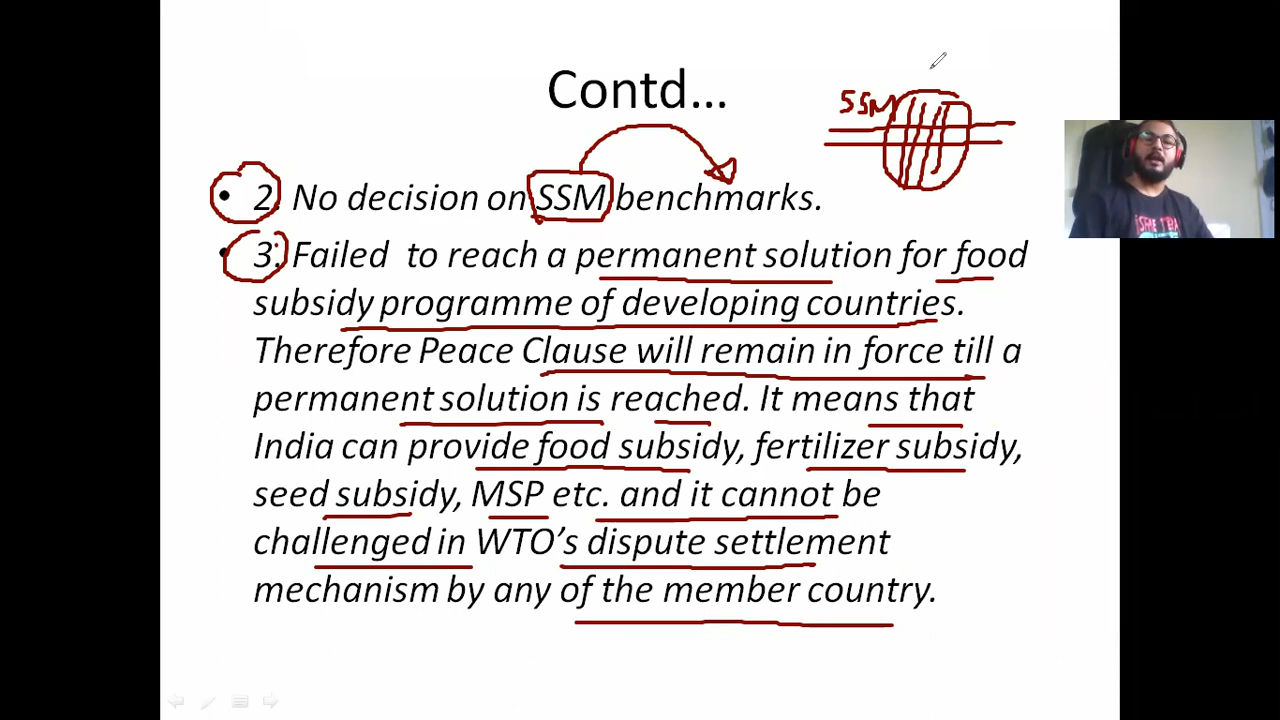 Contd...
SSM
• 2. No decision on SSM benchmarks.
• 3. Failed to reach a permanent solution for food
subsidy programme of developing countries.
Therefore Peace Clause will remain in force till a
permanent solution is reached. It means that
India can provide food subsidy, fertilizer subsidy,
seed subsidy, MSP etc. and it cannot be
challenged in WTO's dispute settlement
mechanism by any of the member country.